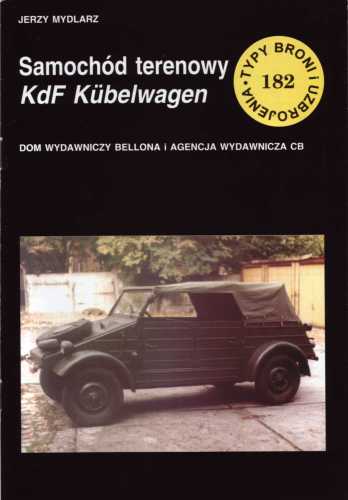 JERZY MYDLARZ
Samochód terenowy
KdF Kübelwagen
TYPY BRONI i UZBROJENIA
182
DOM WYDAWNICZY BELLONA i AGENCJA WYDAWNICZA CB